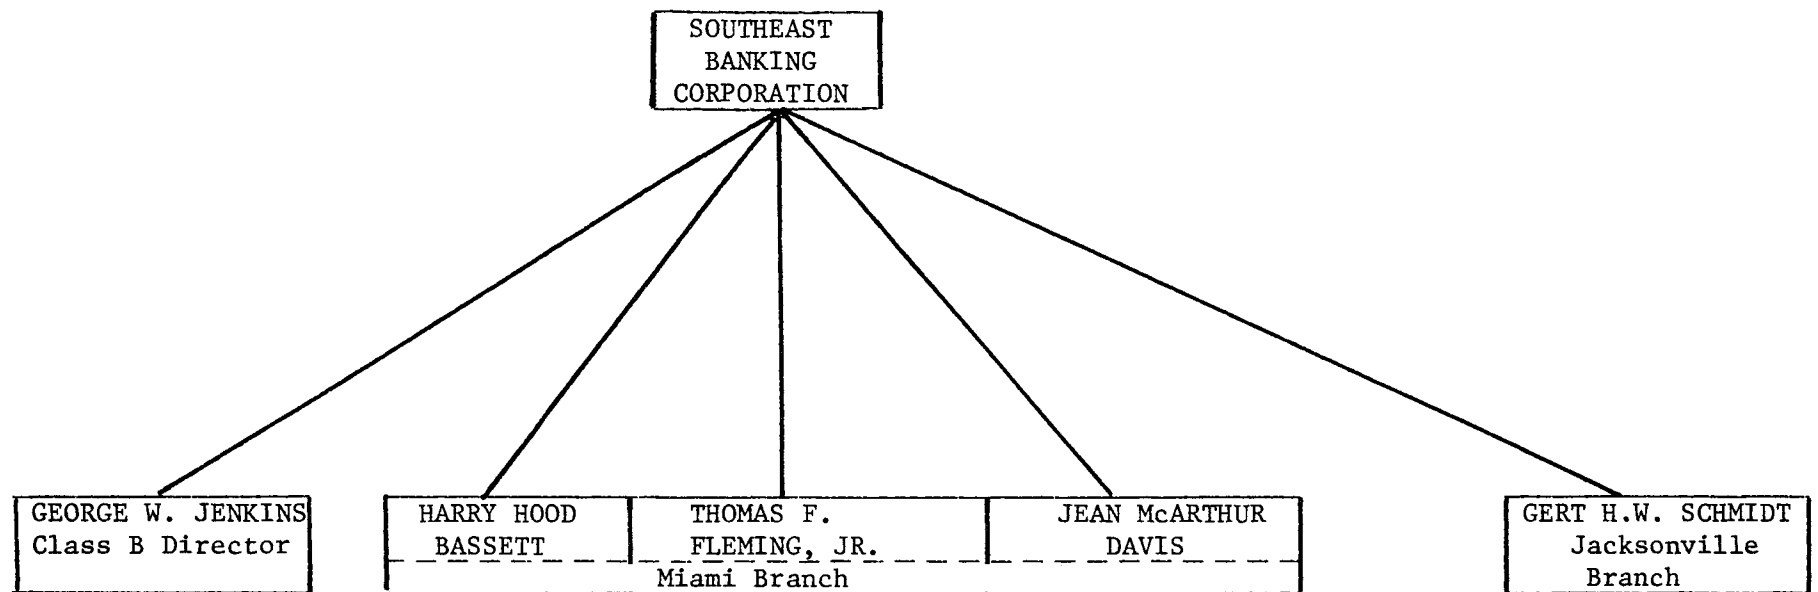 SOUTHEAST
BANKING
CORPORATION
GEORGE W. JENKINS
Class B Director
HARRY HOOD
BASSETT
THOMAS F.
FLEMING, JR.
JEAN McARTHUR
DAVIS
Miami Branch
GERT H.W. SCHMIDT
Jacksonville
Branch